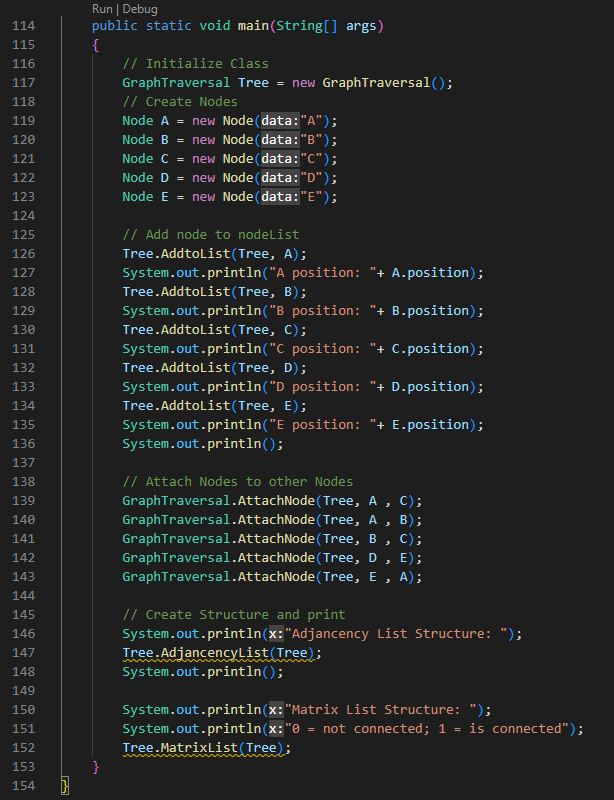 Run | Debug
114 public static void main(String[] args)
115 {
116 // Initialize Class
117 GraphTraversal Tree = new GraphTraversal();
118 // Create Nodes
119 Node A = new Node(data:"A");
120 Node B = new Node(data:"B");
121 Node C = new Node(data:"C");
122 Node D = new Node(data:"D");
123 Node E = new Node(data:"E");
124
125 // Add node to nodeList
126 Tree.AddtoList(Tree, A);
127 System.out.println("A position: "+ A.position);
128 Tree.AddtoList(Tree, B);
129 System.out.println("B position: "+ B.position);
130 Tree.AddtoList(Tree, C);
131 System.out.println("C position: "+ C.position);
132 Tree.AddtoList(Tree, D);
133 System.out.println("D position: "+ D.position);
134 Tree.AddtoList(Tree, E);
135 System.out.println("E position: "+ E.position);
136 System.out.println();
137
138 // Attach Nodes to other Nodes
139 GraphTraversal.AttachNode(Tree, A , C);
140 GraphTraversal.AttachNode(Tree, A , B);
141 GraphTraversal.AttachNode(Tree, B , C);
142 GraphTraversal.AttachNode(Tree, D , E);
143 GraphTraversal.AttachNode(Tree, E , A);
144
145 // Create Structure and print
146 System.out.println(x:"Adjancency List Structure: ");
147 Tree.AdjancencyList(Tree);
148 System.out.println();
149
150 System.out.println(x:"Matrix List Structure: ");
151 System.out.println(x:"0 = not connected; 1 = is connected");
152 Tree.MatrixList(Tree);
153 }
154 }